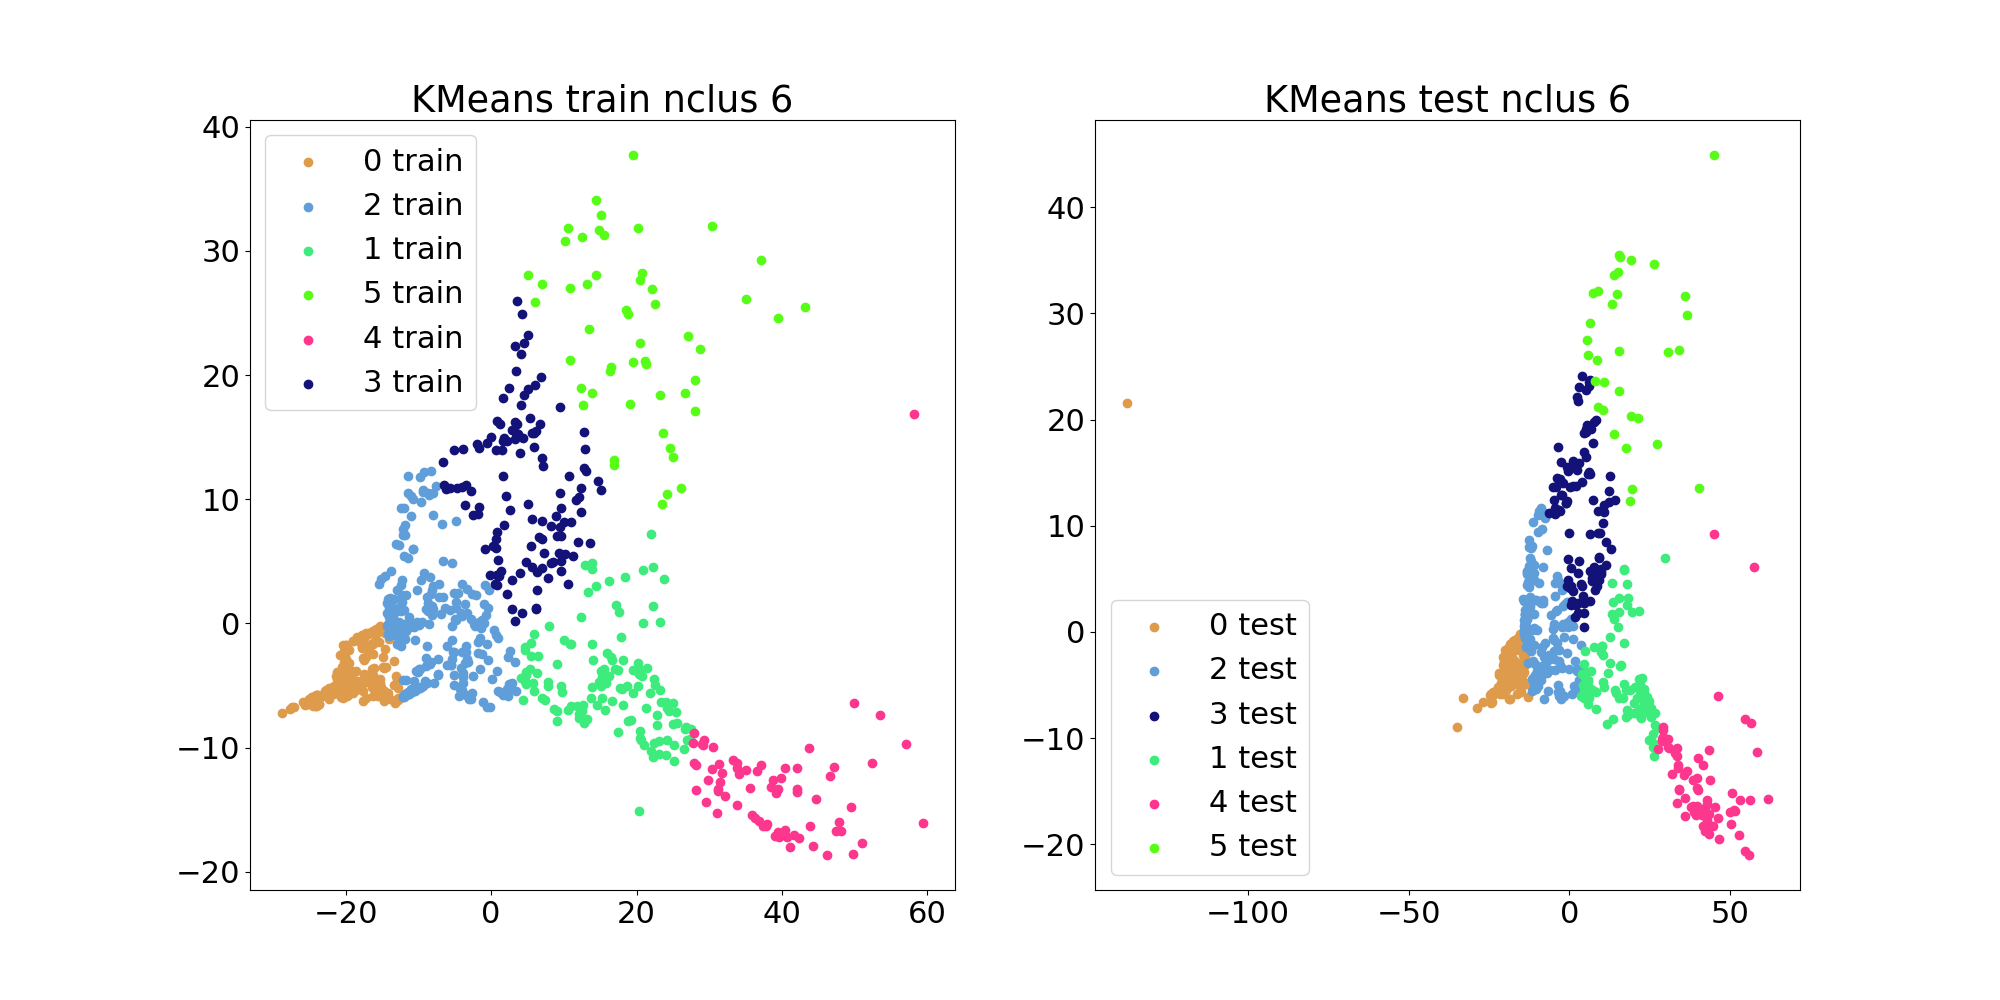 KMeans train nclus 6
40
30
20
10
0
−10
−20
0 train
2 train
1 train
5 train
4 train
3 train
−20
0
20
40
60
KMeans test nclus 6
40
30
20
10
0
−10
−20
0 test
2 test
3 test
1 test
4 test
5 test
−100
−50
0
50